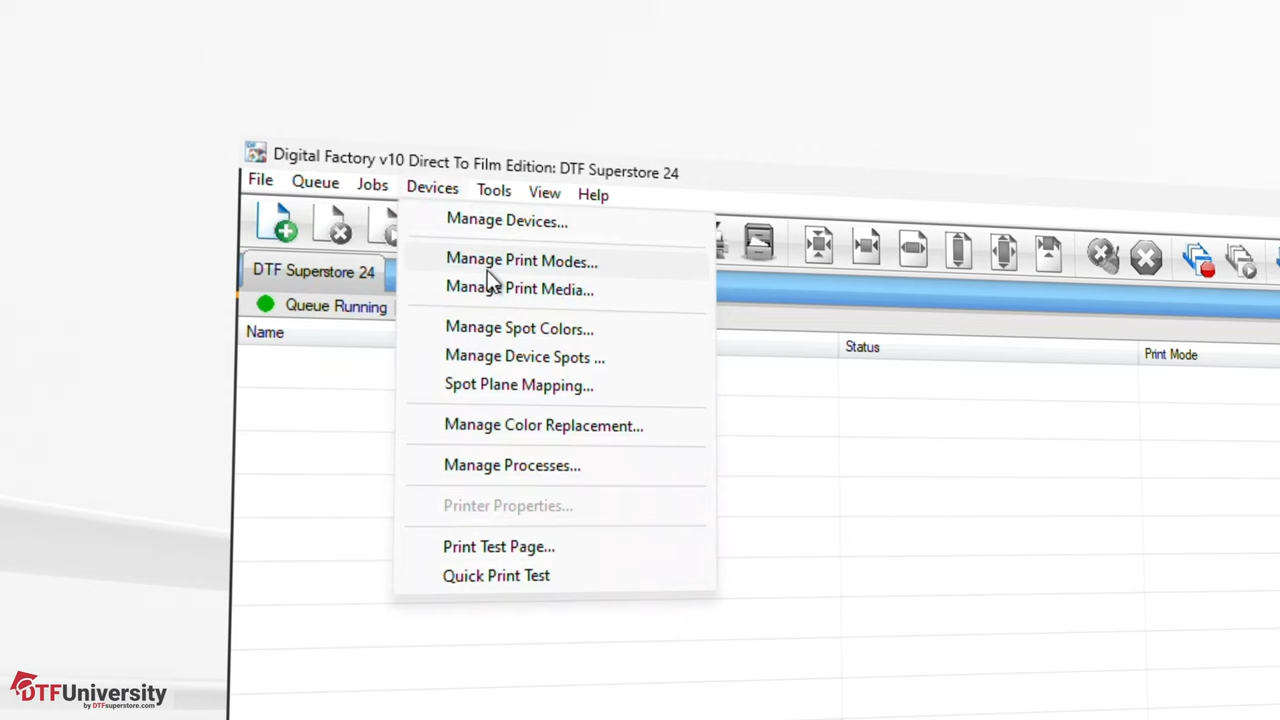 Digital Factory v10 Direct To Film Edition: DTF Superstore 24
File Queue Jobs Devices Tools View Help
DTF Superstore 24
Queue Running
Name Status Print Mode
Manage Devices...
Manage Print Modes...
Manage Print Media...
Manage Spot Colors...
Manage Device Spots ...
Spot Plane Mapping...
Manage Color Replacement...
Manage Processes...
Printer Properties...
Print Test Page...
Quick Print Test
DTFUniversity
by DTFsuperstore.com